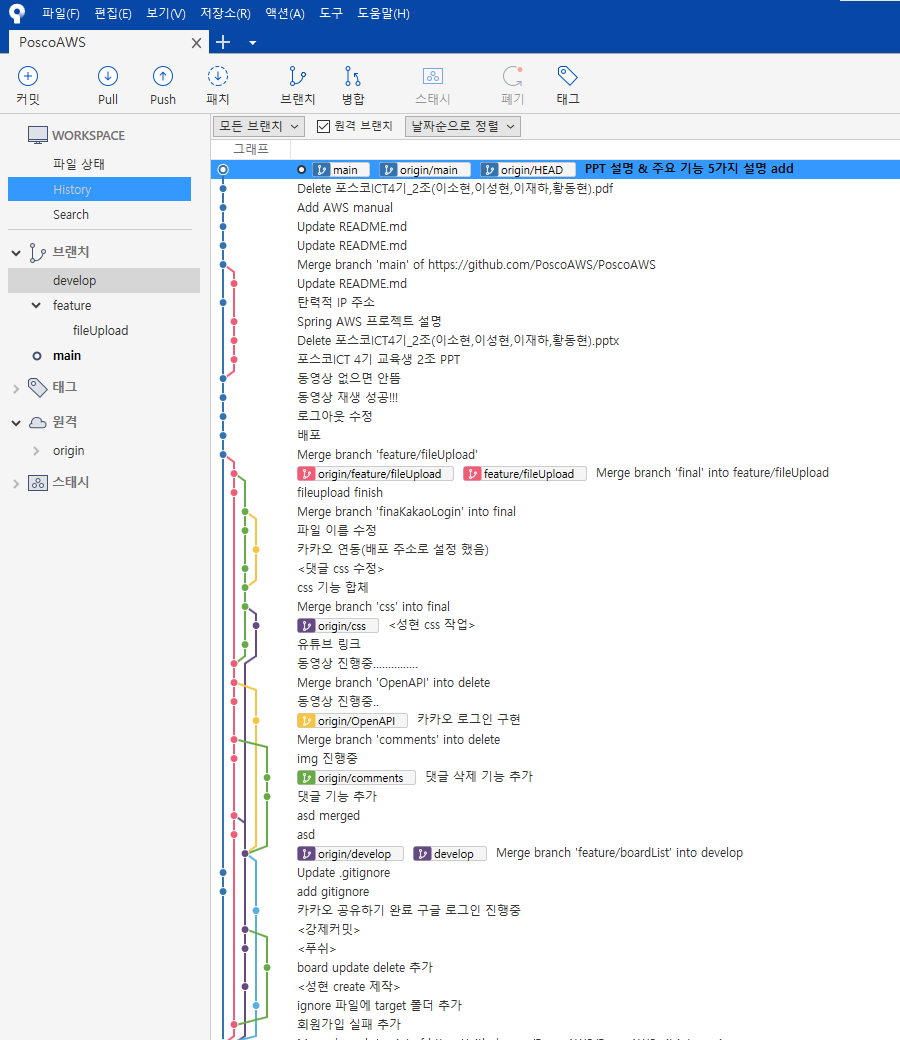 파일(F) 편집(E) 보기(V) 저장소(R) 액션(A) 도구 도움말(H)
PoscoAWS
커밋 Pull Push 패치 브랜치 병합 스태시 폐기 태그
모든 브랜치 원격 브랜치 날짜순으로 정렬
WORKSPACE
파일 상태
History
Search
브랜치
develop
feature
fileUpload
main
태그
원격
origin
스태시
그래프
main origin/main origin/HEAD PPT 설명 & 주요 기능 5가지 설명 add
Delete 포스코ICT4기_2조(이소현,이성현,이재하,황동현).pdf
Add AWS manual
Update README.md
Update README.md
Merge branch 'main' of https://github.com/PoscoAWS/PoscoAWS
Update README.md
탄력적 IP 주소
Spring AWS 프로젝트 설명
Delete 포스코ICT4기_2조(이소현,이성현,이재하,황동현).pptx
포스코ICT 4기 교육생 2조 PPT
동영상 없으면 안뜸
동영상 재생 성공!!!
로그아웃 수정
배포
Merge branch 'feature/fileUpload'
origin/feature/fileUpload feature/fileUpload Merge branch 'final' into feature/fileUpload
fileupload finish
Merge branch 'finaKakaoLogin' into final
파일 이름 수정
카카오 연동(배포 주소로 설정 했음)
<댓글 css 수정>
css 기능 합체
Merge branch 'css' into final
origin/css <성현 css 작업>
유튜브 링크
동영상 진행중...............
Merge branch 'OpenAPI' into delete
동영상 진행중..
origin/OpenAPI 카카오 로그인 구현
Merge branch 'comments' into delete
img 진행중
origin/comments 댓글 삭제 기능 추가
댓글 기능 추가
asd merged
asd
origin/develop develop Merge branch 'feature/boardList' into develop
Update .gitignore
add gitignore
카카오 공유하기 완료 구글 로그인 진행중
<강제커밋>
<푸쉬>
board update delete 추가
<성현 create 제작>
ignore 파일에 target 폴더 추가
회원가입 실패 추가